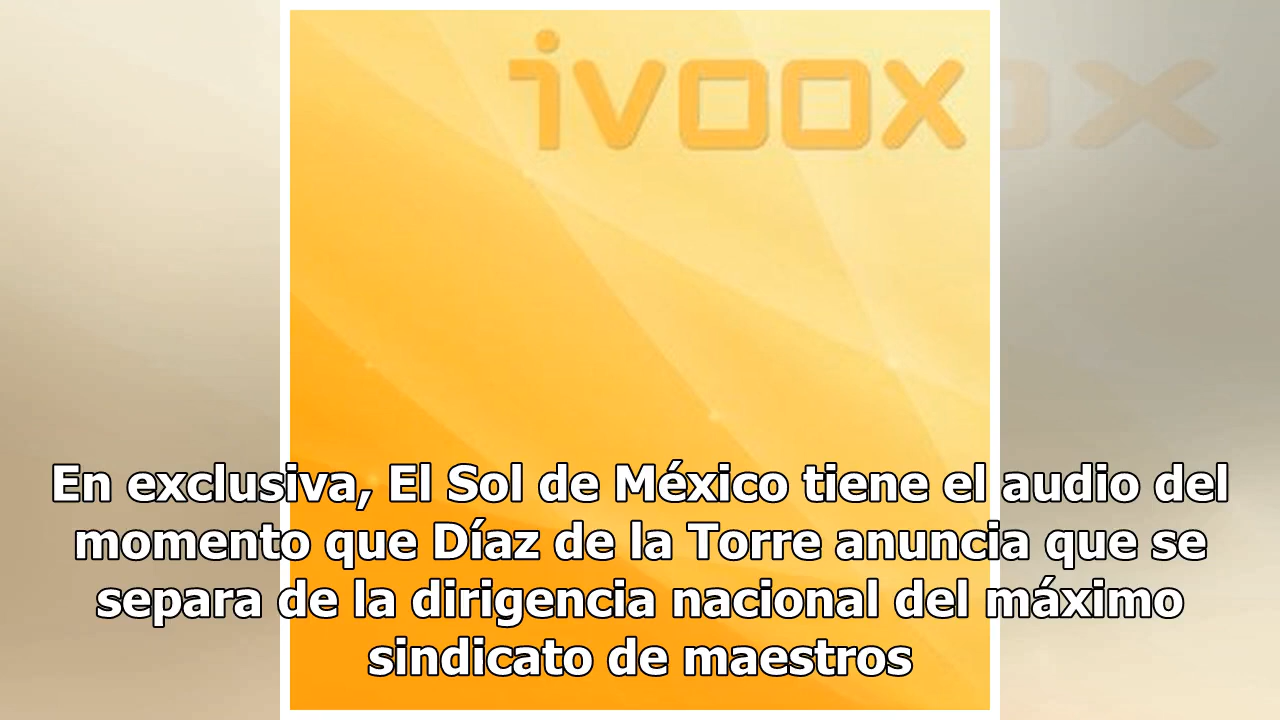 ivoox
ox
En exclusiva, El Sol de México tiene el audio del
momento que Díaz de la Torre anuncia que se
separa de la dirigencia nacional del máximo
sindicato de maestros